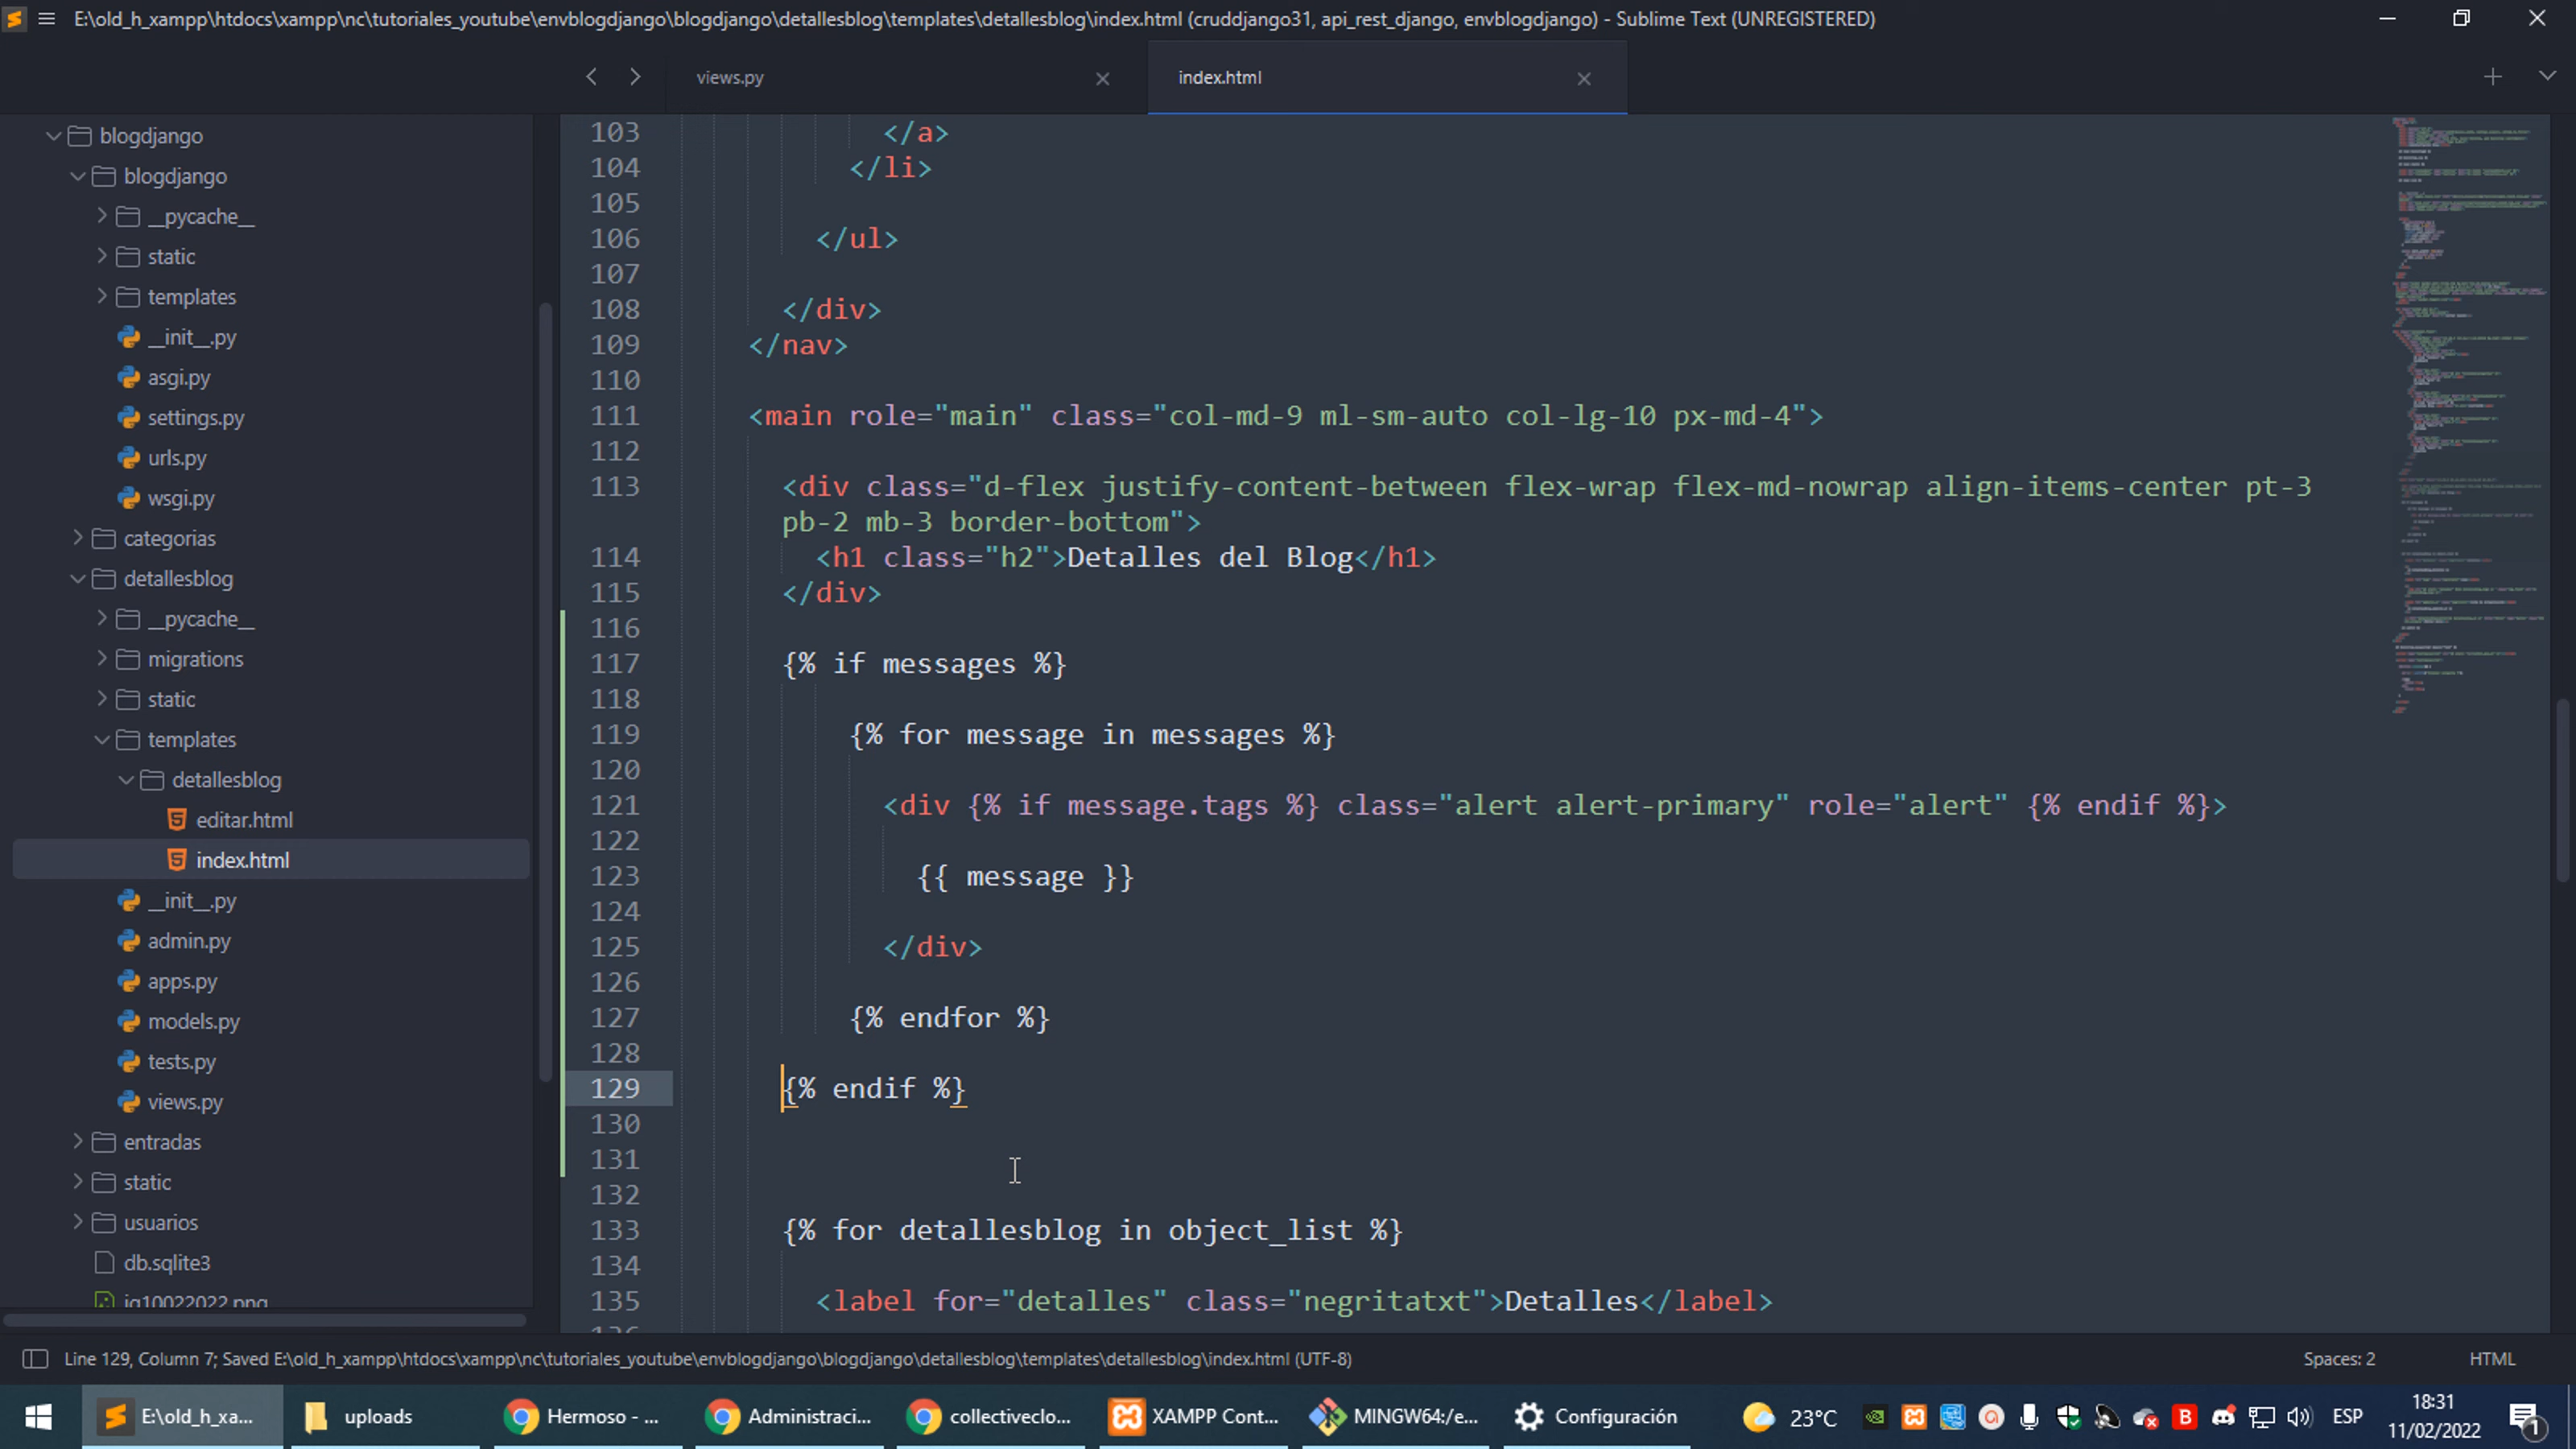 E:\old_h_xampp\htdocs\xampp\nc\tutoriales_youtube\envblogdjango\blogdjango\detallesblog\templates\detallesblog\index.html (cruddjango31, api_rest_django, envblogdjango) - Sublime Text (UNREGISTERED)
views.py
index.html
blogdjango
blogdjango
__pycache__
static
templates
__init__.py
asgi.py
settings.py
urls.py
wsgi.py
categorias
detallesblog
__pycache__
migrations
static
templates
detallesblog
editar.html
index.html
__init__.py
admin.py
apps.py
models.py
tests.py
views.py
entradas
static
usuarios
db.sqlite3
103 </a>
104 </li>
105
106 </ul>
107
108 </div>
109 </nav>
110
111 <main role="main" class="col-md-9 ml-sm-auto col-lg-10 px-md-4">
112
113 <div class="d-flex justify-content-between flex-wrap flex-md-nowrap align-items-center pt-3
pb-2 mb-3 border-bottom">
114 <h1 class="h2">Detalles del Blog</h1>
115 </div>
116
117 {% if messages %}
118
119 {% for message in messages %}
120
121 <div {% if message.tags %} class="alert alert-primary" role="alert" {% endif %}>
122
123 {{ message }}
124
125 </div>
126
127 {% endfor %}
128
129 {% endif %}
130
131
132
133 {% for detallesblog in object_list %}
134
135 <label for="detalles" class="negritatxt">Detalles</label>
Line 129, Column 7; Saved E:\old_h_xampp\htdocs\xampp\nc\tutoriales_youtube\envblogdjango\blogdjango\detallesblog\templates\detallesblog\index.html (UTF-8)
Spaces: 2
HTML
E:\old_h_xa...
uploads
Hermoso - ...
Administraci...
collectiveclo...
XAMPP Cont...
MINGW64:/e...
Configuración
23°C
ESP
18:31
11/02/2022
1